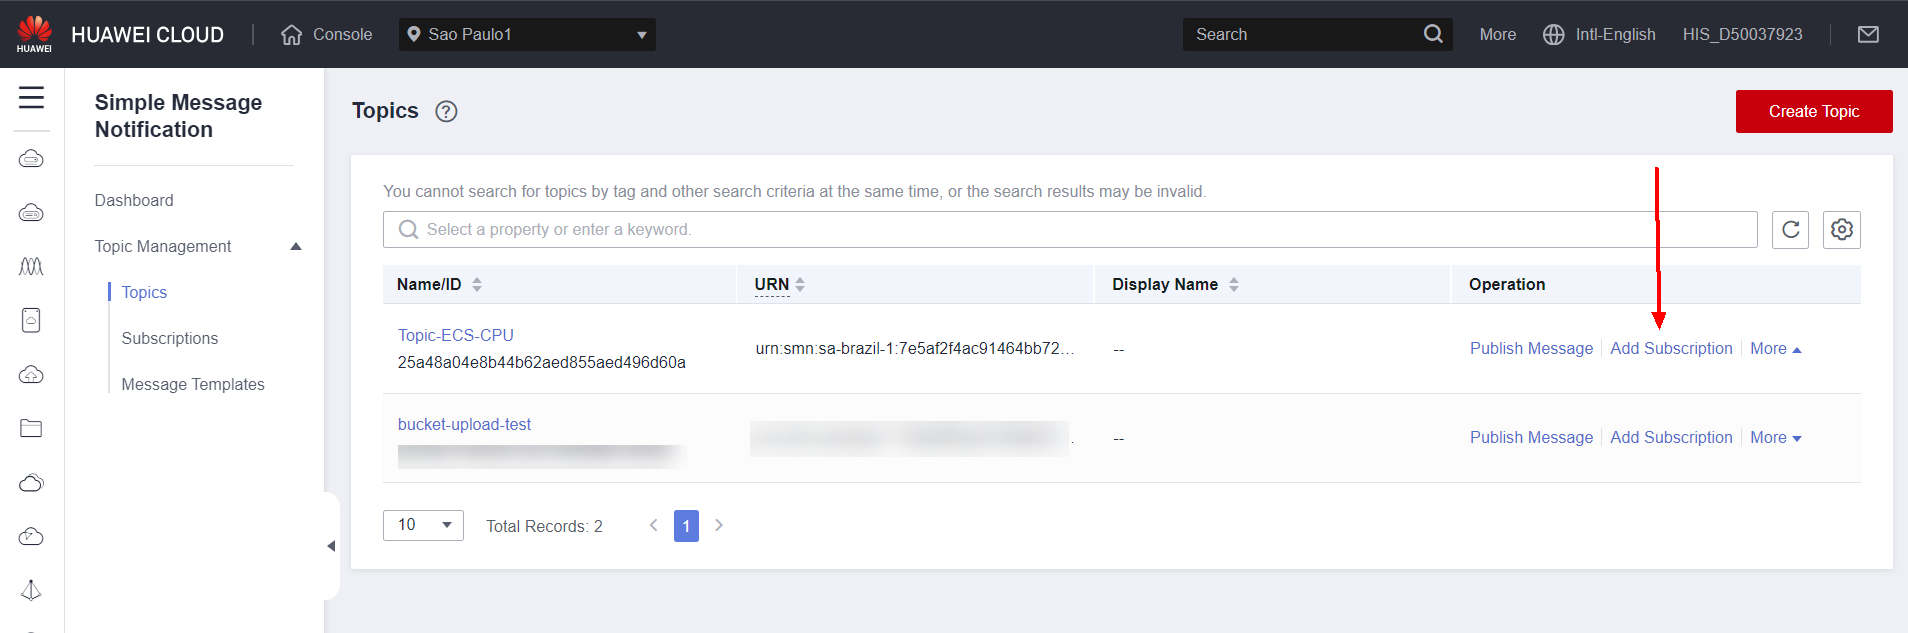 HUAWEI
HUAWEI CLOUD
Console
Sao Paulo1
Search
More
Intl-English
HIS_D50037923
Simple Message
Notification
Dashboard
Topic Management
Topics
Subscriptions
Message Templates
Topics ?
Create Topic
You cannot search for topics by tag and other search criteria at the same time, or the search results may be invalid.
Select a property or enter a keyword.
Name/ID URN Display Name Operation
Topic-ECS-CPU
25a48a04e8b44b62aed855aed496d60a
urn:smn:sa-brazil-1:7e5af2f4ac91464bb72...
--
Publish Message Add Subscription More
bucket-upload-test
--
Publish Message Add Subscription More
10 Total Records: 2 < 1 >